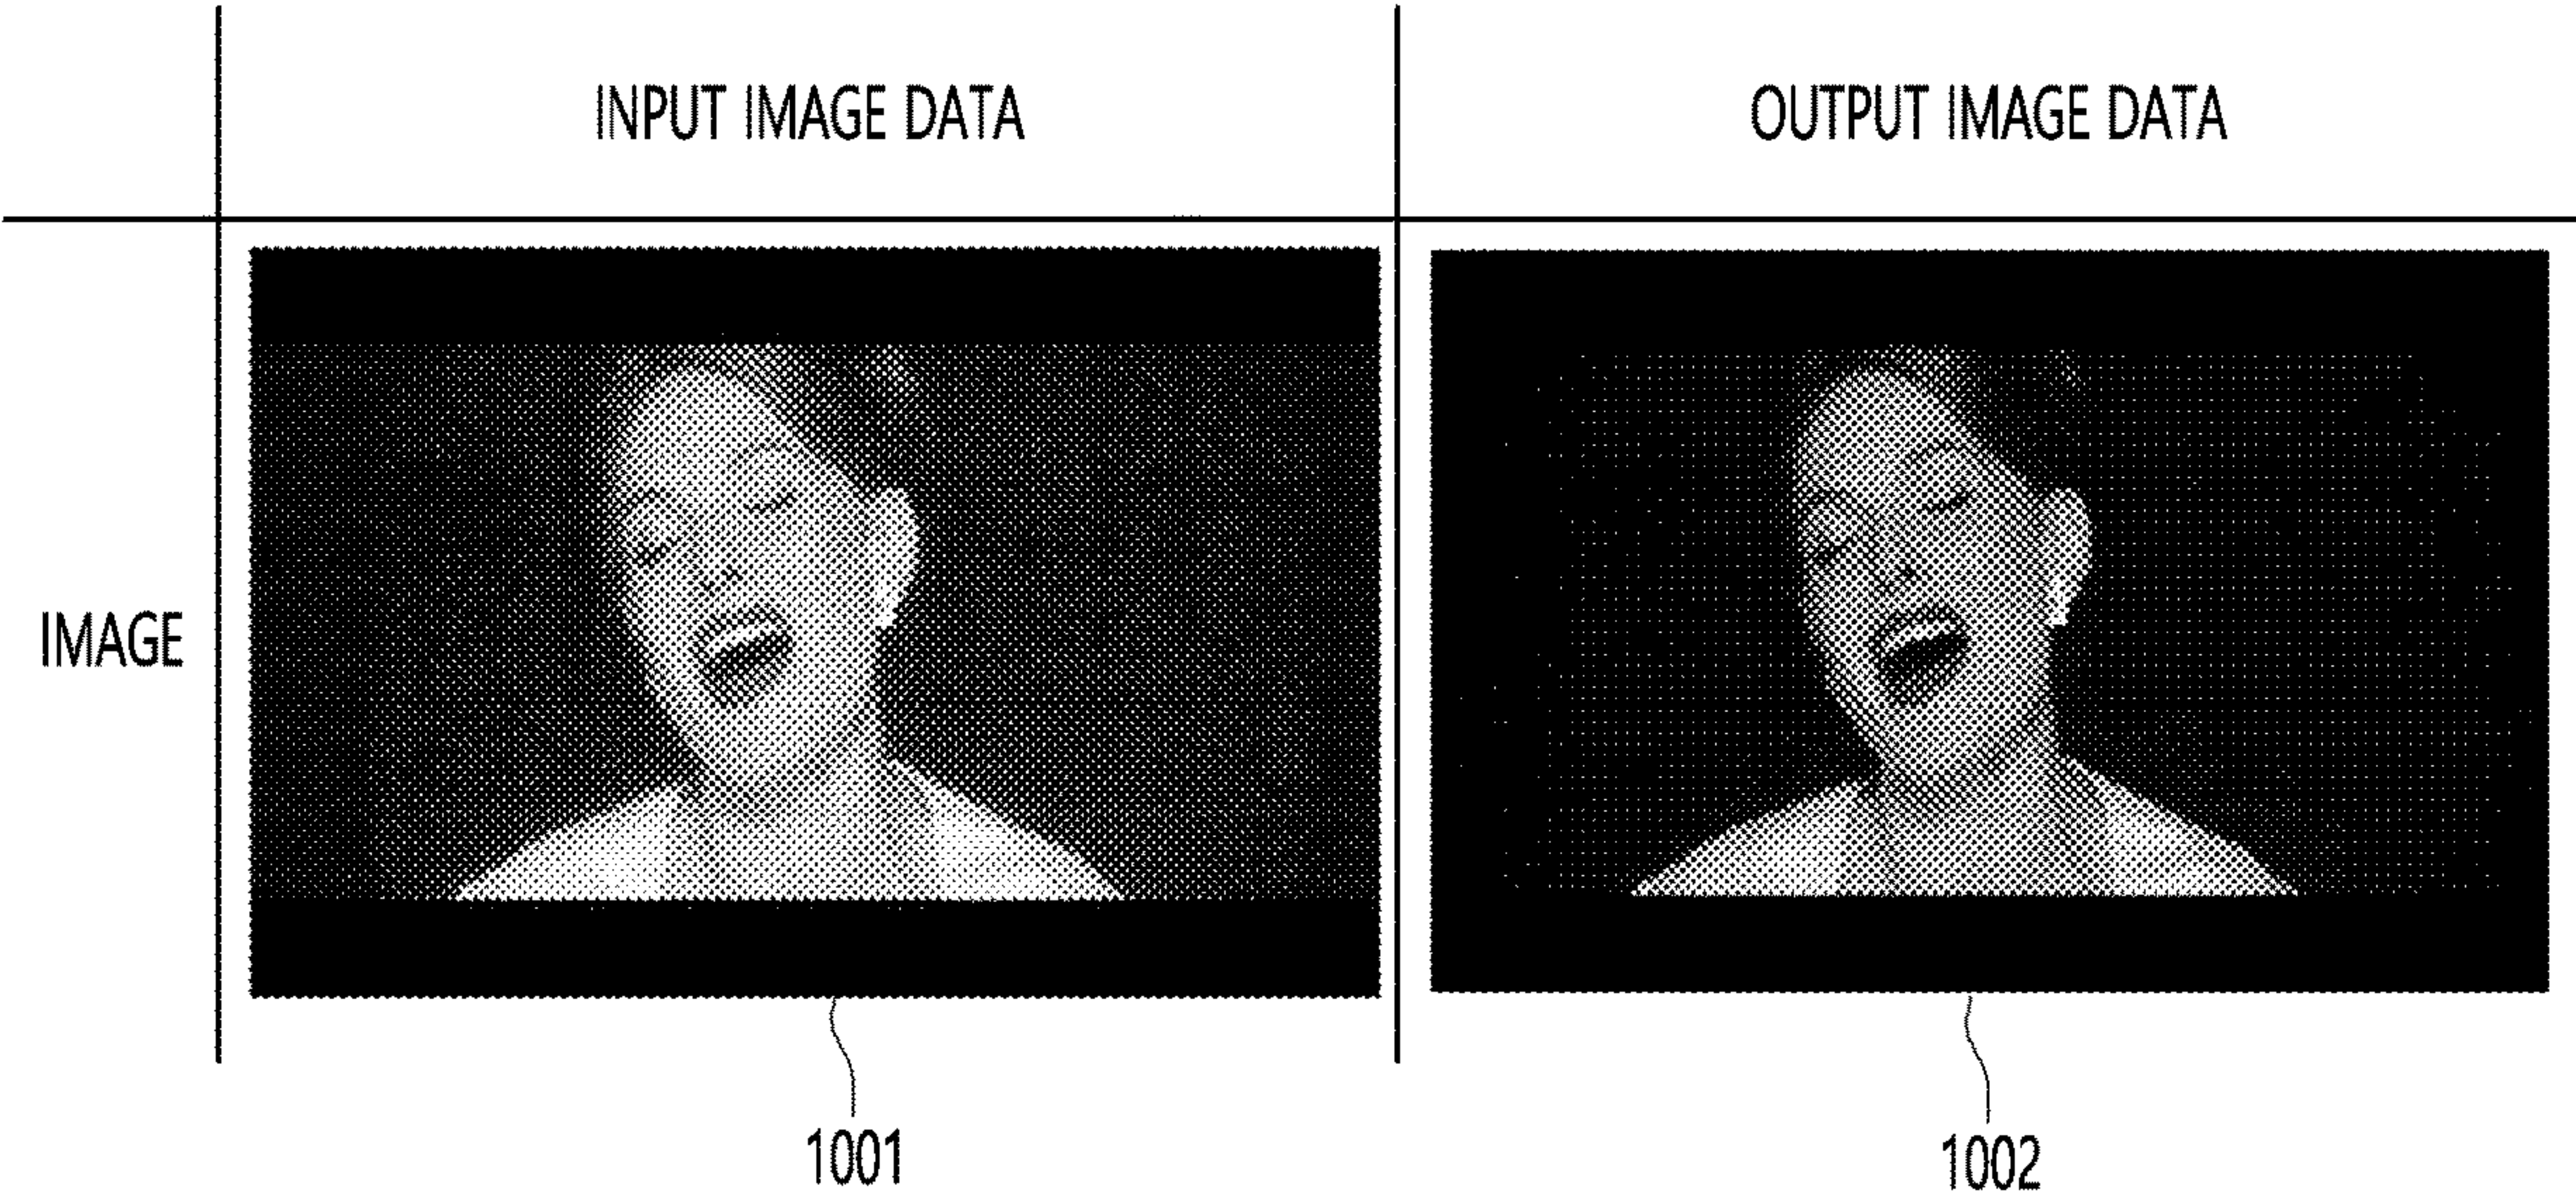 INPUT IMAGE DATA
OUTPUT IMAGE DATA
IMAGE
1001
1002